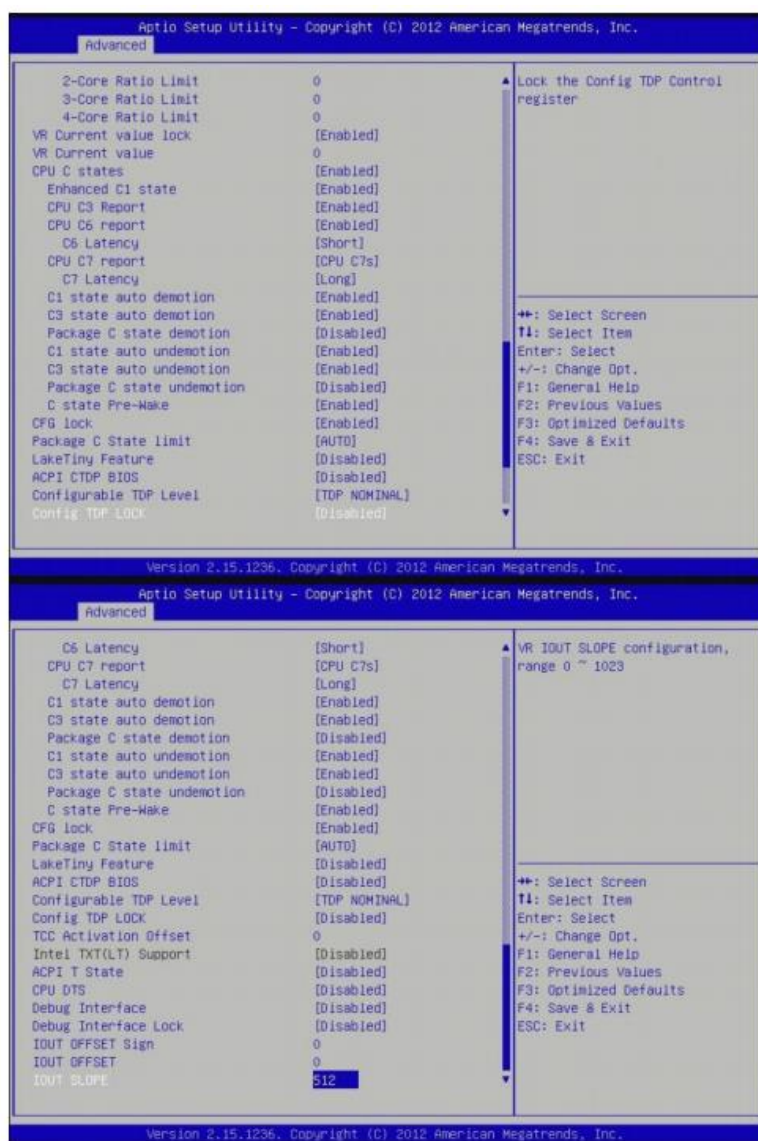 Aptio Setup Utility - Copyright (C) 2012 American Megatrends, Inc.
Advanced
2-Core Ratio Limit 0
3-Core Ratio Limit 0
4-Core Ratio Limit 0
VR Current value lock [Enabled]
VR Current value 0
CPU C states [Enabled]
Enhanced C1 state [Enabled]
CPU C3 Report [Enabled]
CPU C6 report [Enabled]
C6 Latency [Short]
CPU C7 report [CPU C7s]
C7 Latency [Long]
C1 state auto demotion [Enabled]
C3 state auto demotion [Enabled]
Package C state demotion [Disabled]
C1 state auto undemotion [Enabled]
C3 state auto undemotion [Enabled]
Package C state undemotion [Disabled]
C state Pre-Wake [Enabled]
CFG lock [Enabled]
Package C State limit [AUTO]
LakeTiny Feature [Disabled]
ACPI CTDP BIOS [Disabled]
Configurable TDP Level [TDP NOMINAL]
Config TDP LOCK [Disabled]
Lock the Config TDP Control
register
→←: Select Screen
↑↓: Select Item
Enter: Select
+/-: Change Opt.
F1: General Help
F2: Previous Values
F3: Optimized Defaults
F4: Save & Exit
ESC: Exit
Version 2.15.1236. Copyright (C) 2012 American Megatrends, Inc.
Aptio Setup Utility - Copyright (C) 2012 American Megatrends, Inc.
Advanced
C6 Latency [Short]
CPU C7 report [CPU C7s]
C7 Latency [Long]
C1 state auto demotion [Enabled]
C3 state auto demotion [Enabled]
Package C state demotion [Disabled]
C1 state auto undemotion [Enabled]
C3 state auto undemotion [Enabled]
Package C state undemotion [Disabled]
C state Pre-Wake [Enabled]
CFG lock [Enabled]
Package C State limit [AUTO]
LakeTiny Feature [Disabled]
ACPI CTDP BIOS [Disabled]
Configurable TDP Level [TDP NOMINAL]
Config TDP LOCK [Disabled]
TCC Activation Offset 0
Intel TXT(LT) Support [Disabled]
ACPI T State [Disabled]
CPU DTS [Disabled]
Debug Interface [Disabled]
Debug Interface Lock [Disabled]
IOUT OFFSET Sign 0
IOUT OFFSET 0
IOUT SLOPE 512
VR IOUT SLOPE configuration,
range 0 ~ 1023
→←: Select Screen
↑↓: Select Item
Enter: Select
+/-: Change Opt.
F1: General Help
F2: Previous Values
F3: Optimized Defaults
F4: Save & Exit
ESC: Exit
Version 2.15.1236. Copyright (C) 2012 American Megatrends, Inc.